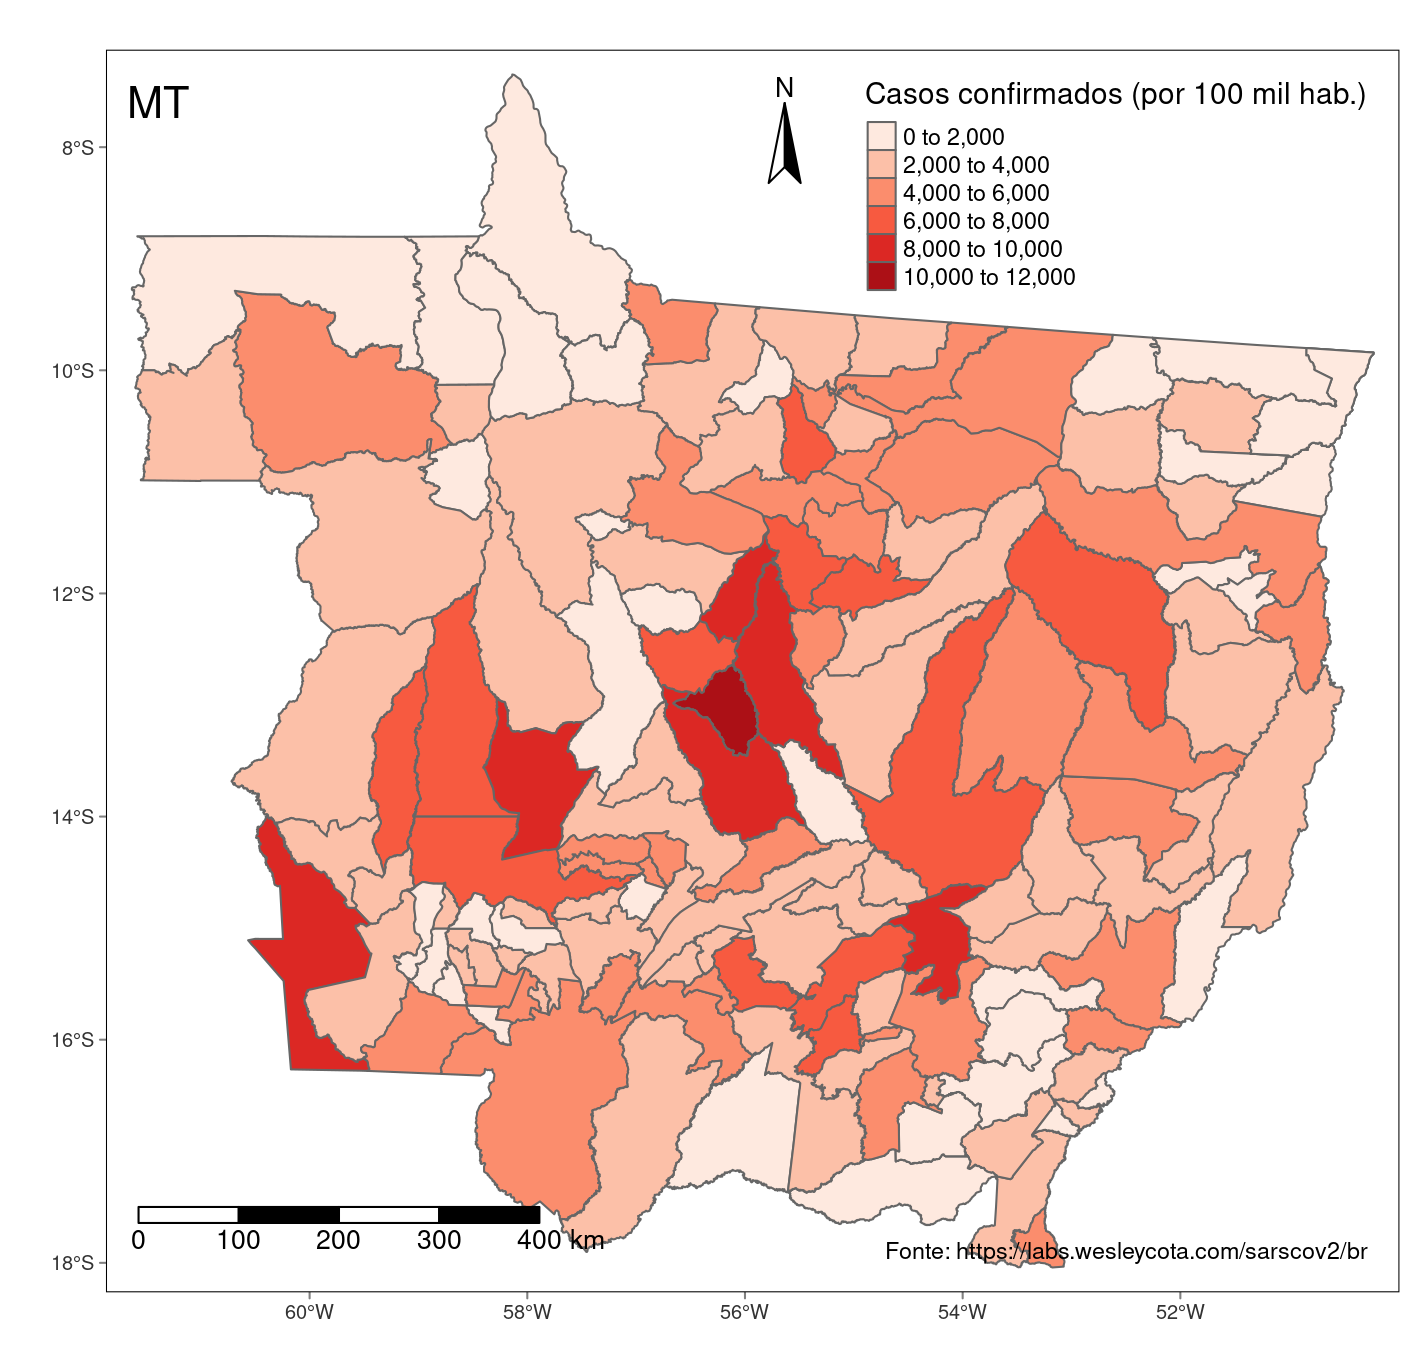 MT
N
Casos confirmados (por 100 mil hab.)
0 to 2,000
2,000 to 4,000
4,000 to 6,000
6,000 to 8,000
8,000 to 10,000
10,000 to 12,000
8°S
10°S
12°S
14°S
16°S
18°S
0 100 200 300 400 km
Fonte: https://labs.wesleycota.com/sarscov2/br
60°W 58°W 56°W 54°W 52°W